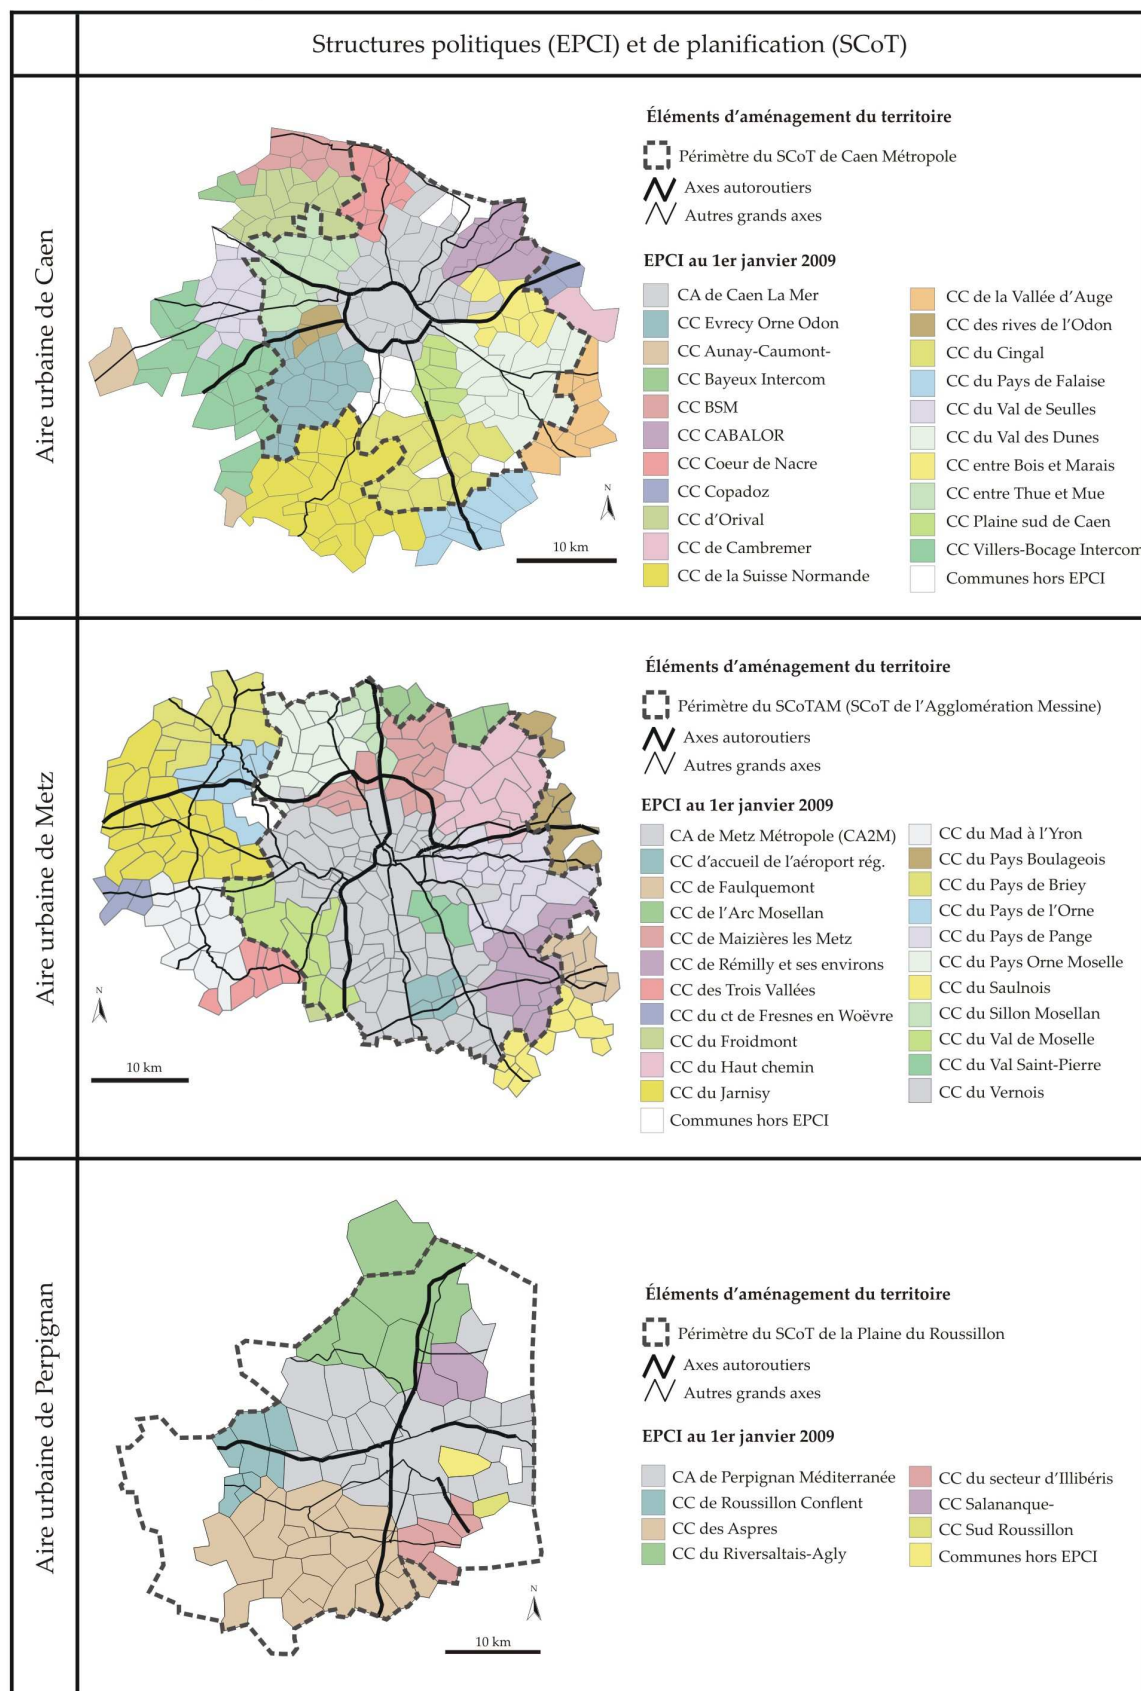 Structures politiques (EPCI) et de planification (SCoT)
Aire urbaine de Caen
Éléments d'aménagement du territoire
Périmètre du SCoT de Caen Métropole
Axes autoroutiers
Autres grands axes
EPCI au 1er janvier 2009
CA de Caen La Mer
CC Evrecy Orne Odon
CC Aunay-Caumont-
CC Bayeux Intercom
CC BSM
CC CABALOR
CC Coeur de Nacre
CC Copadoz
CC d'Orival
CC de Cambremer
CC de la Suisse Normande
CC de la Vallée d'Auge
CC des rives de l'Odon
CC du Cingal
CC du Pays de Falaise
CC du Val de Seulles
CC du Val des Dunes
CC entre Bois et Marais
CC entre Thue et Mue
CC Plaine sud de Caen
CC Villers-Bocage Intercom
Communes hors EPCI
N
10 km
Aire urbaine de Metz
Éléments d'aménagement du territoire
Périmètre du SCoTAM (SCoT de l'Agglomération Messine)
Axes autoroutiers
Autres grands axes
EPCI au 1er janvier 2009
CA de Metz Métropole (CA2M)
CC d'accueil de l'aéroport rég.
CC de Faulquemont
CC de l'Arc Mosellan
CC de Maizières les Metz
CC de Rémilly et ses environs
CC des Trois Vallées
CC du ct de Fresnes en Woëvre
CC du Froidmont
CC du Haut chemin
CC du Jarnisy
Communes hors EPCI
CC du Mad à l'Yron
CC du Pays Boulageois
CC du Pays de Briey
CC du Pays de l'Orne
CC du Pays de Pange
CC du Pays Orne Moselle
CC du Saulnois
CC du Sillon Mosellan
CC du Val de Moselle
CC du Val Saint-Pierre
CC du Vernois
N
10 km
Aire urbaine de Perpignan
Éléments d'aménagement du territoire
Périmètre du SCoT de la Plaine du Roussillon
Axes autoroutiers
Autres grands axes
EPCI au 1er janvier 2009
CA de Perpignan Méditerranée
CC de Roussillon Conflent
CC des Aspres
CC du Riversaltais-Agly
CC du secteur d'Illibéris
CC Salananque-
CC Sud Roussillon
Communes hors EPCI
N
10 km